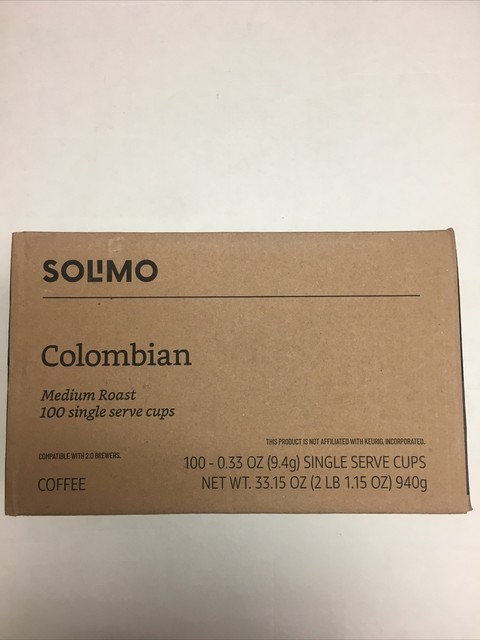 SOLIMO
Colombian
Medium Roast
100 single serve cups
THIS PRODUCT IS NOT AFFILIATED WITH KEURIG, INCORPORATED.
COMPATIBLE WITH 2.0 BREWERS.
100 - 0.33 OZ (9.4g) SINGLE SERVE CUPS
COFFEE
NET WT. 33.15 OZ (2 LB 1.15 OZ) 940g